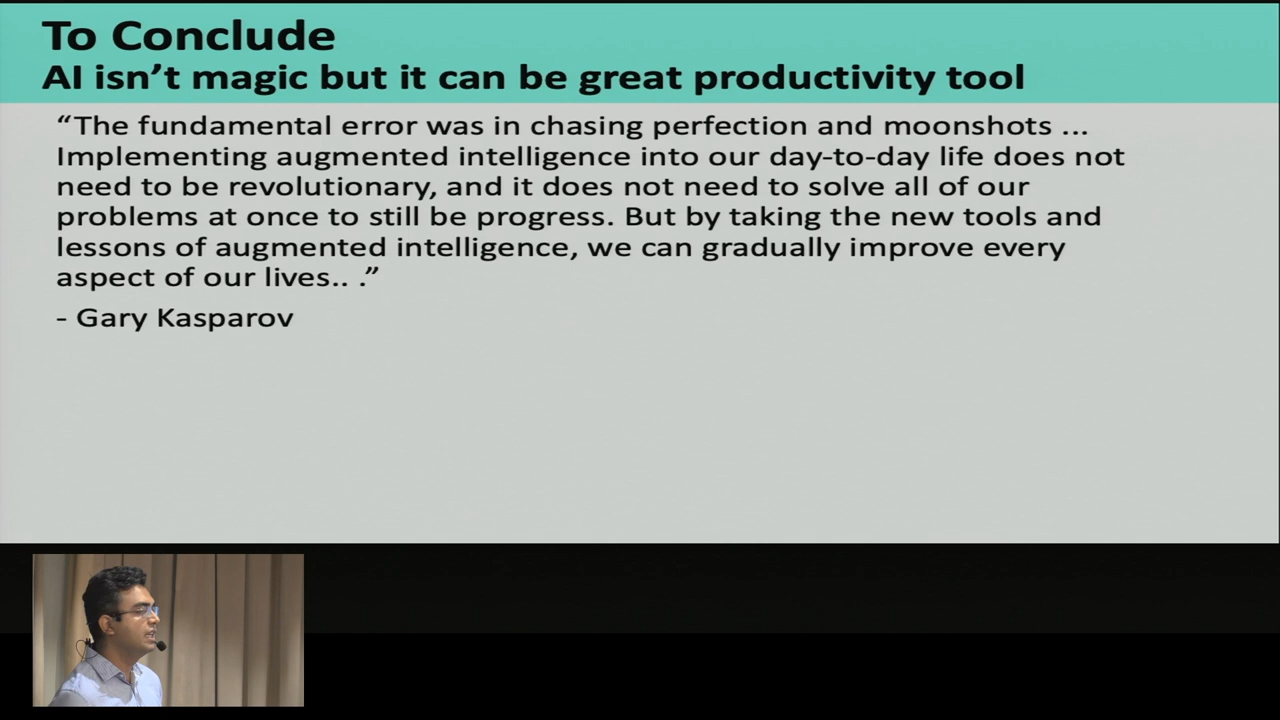 To Conclude
AI isn’t magic but it can be great productivity tool
“The fundamental error was in chasing perfection and moonshots ...
Implementing augmented intelligence into our day-to-day life does not
need to be revolutionary, and it does not need to solve all of our
problems at once to still be progress. But by taking the new tools and
lessons of augmented intelligence, we can gradually improve every
aspect of our lives.. .”
- Gary Kasparov